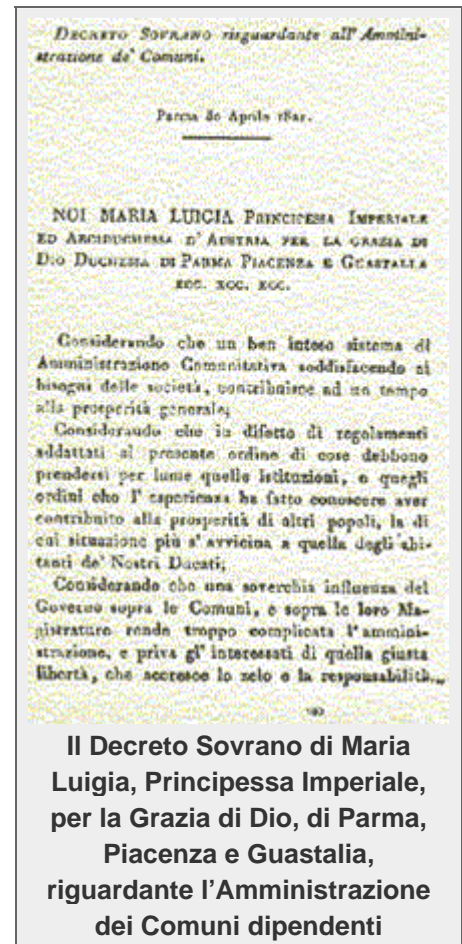 DECRETO SOVRANO risguardante all' Ammini-
strazione de' Comuni.
Parma 30 Aprile 1821.
NOI MARIA LUIGIA PRINCIPESSA IMPERIALE
ED ARCIDUCHESSA D' AUSTRIA PER LA GRAZIA DI
DIO DUCHESSA DI PARMA PIACENZA E GUASTALLA
ECC. ECC. ECC.
Considerando che un ben inteso sistema di
Amministrazione Comunitativa soddisfacendo ai
bisogni delle società, contribuisce ad un tempo
alla prosperità generale;
Considerando che in difetto di regolamenti
addattati al presente ordine di cose debbono
prendersi per lume quelle Istituzioni, e quegli
ordini che l' esperienza ha fatto conoscere aver
contribuito alla prosperità di altri popoli, la di
cui situazione più s' avvicina a quella degli abi-
tanti de' Nostri Ducati;
Considerando che una soverchia influenza del
Governo sopra le Comuni, e sopra le loro Ma-
gistrature rende troppo complicata l' ammini-
strazione, e priva gl' interessati di quella giusta
libertà, che accresce lo zelo e la
Il Decreto Sovrano di Maria
Luigia, Principessa Imperiale,
per la Grazia di Dio, di Parma,
Piacenza e Guastalia,
riguardante l'Amministrazione
dei Comuni dipendenti